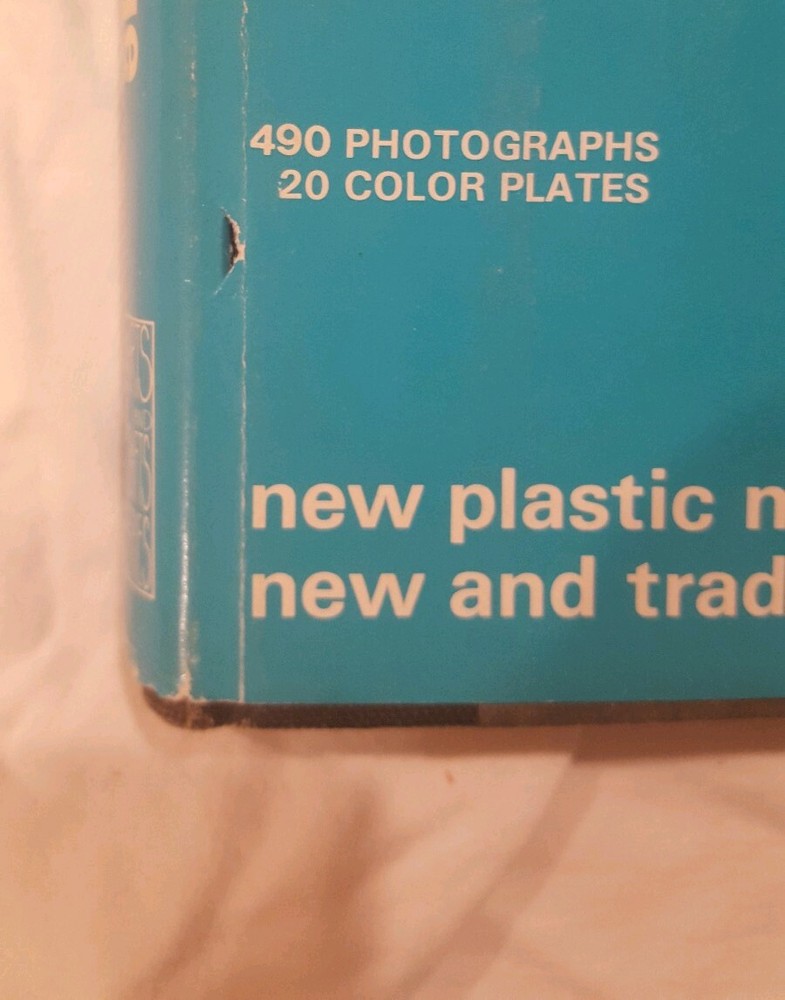 490 PHOTOGRAPHS
20 COLOR PLATES
new plastic
new and trad